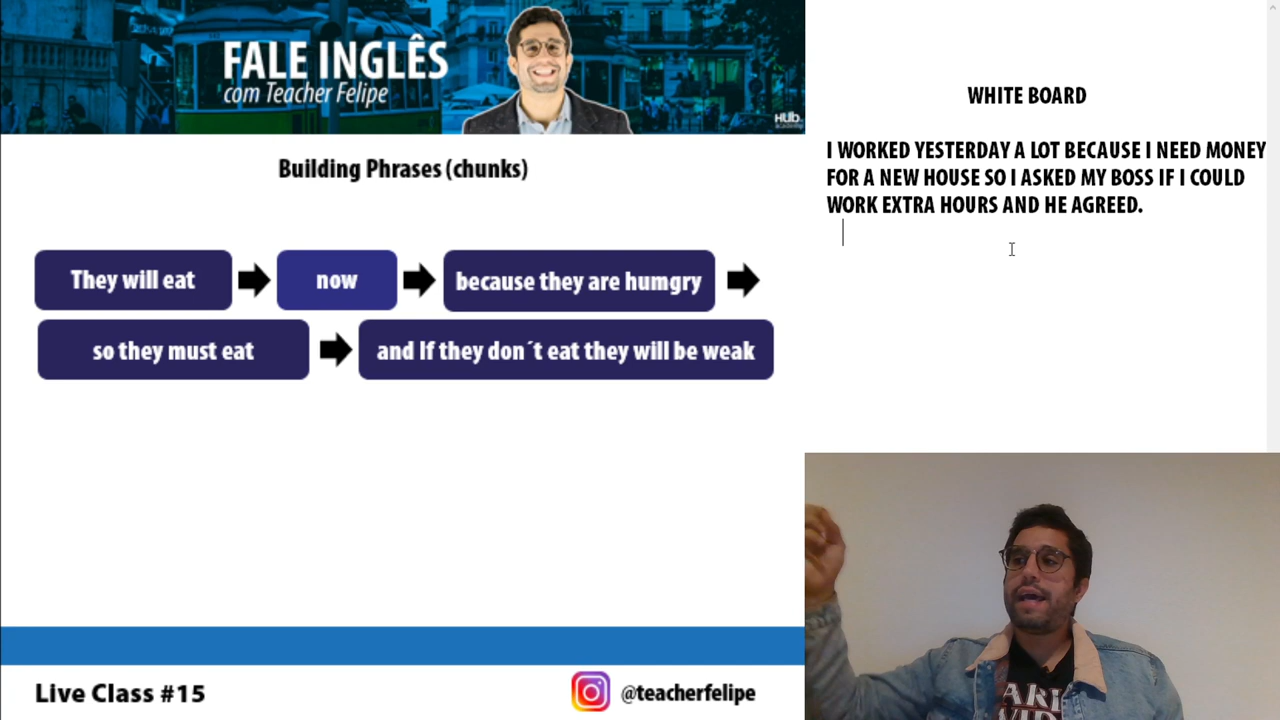 FALE INGLÊS
com Teacher Felipe
HUb
academy
Building Phrases (chunks)
They will eat
now
because they are humgry
so they must eat
and If they don´t eat they will be weak
Live Class #15
@teacherfelipe
WHITE BOARD
I WORKED YESTERDAY A LOT BECAUSE I NEED MONEY
FOR A NEW HOUSE SO I ASKED MY BOSS IF I COULD
WORK EXTRA HOURS AND HE AGREED.